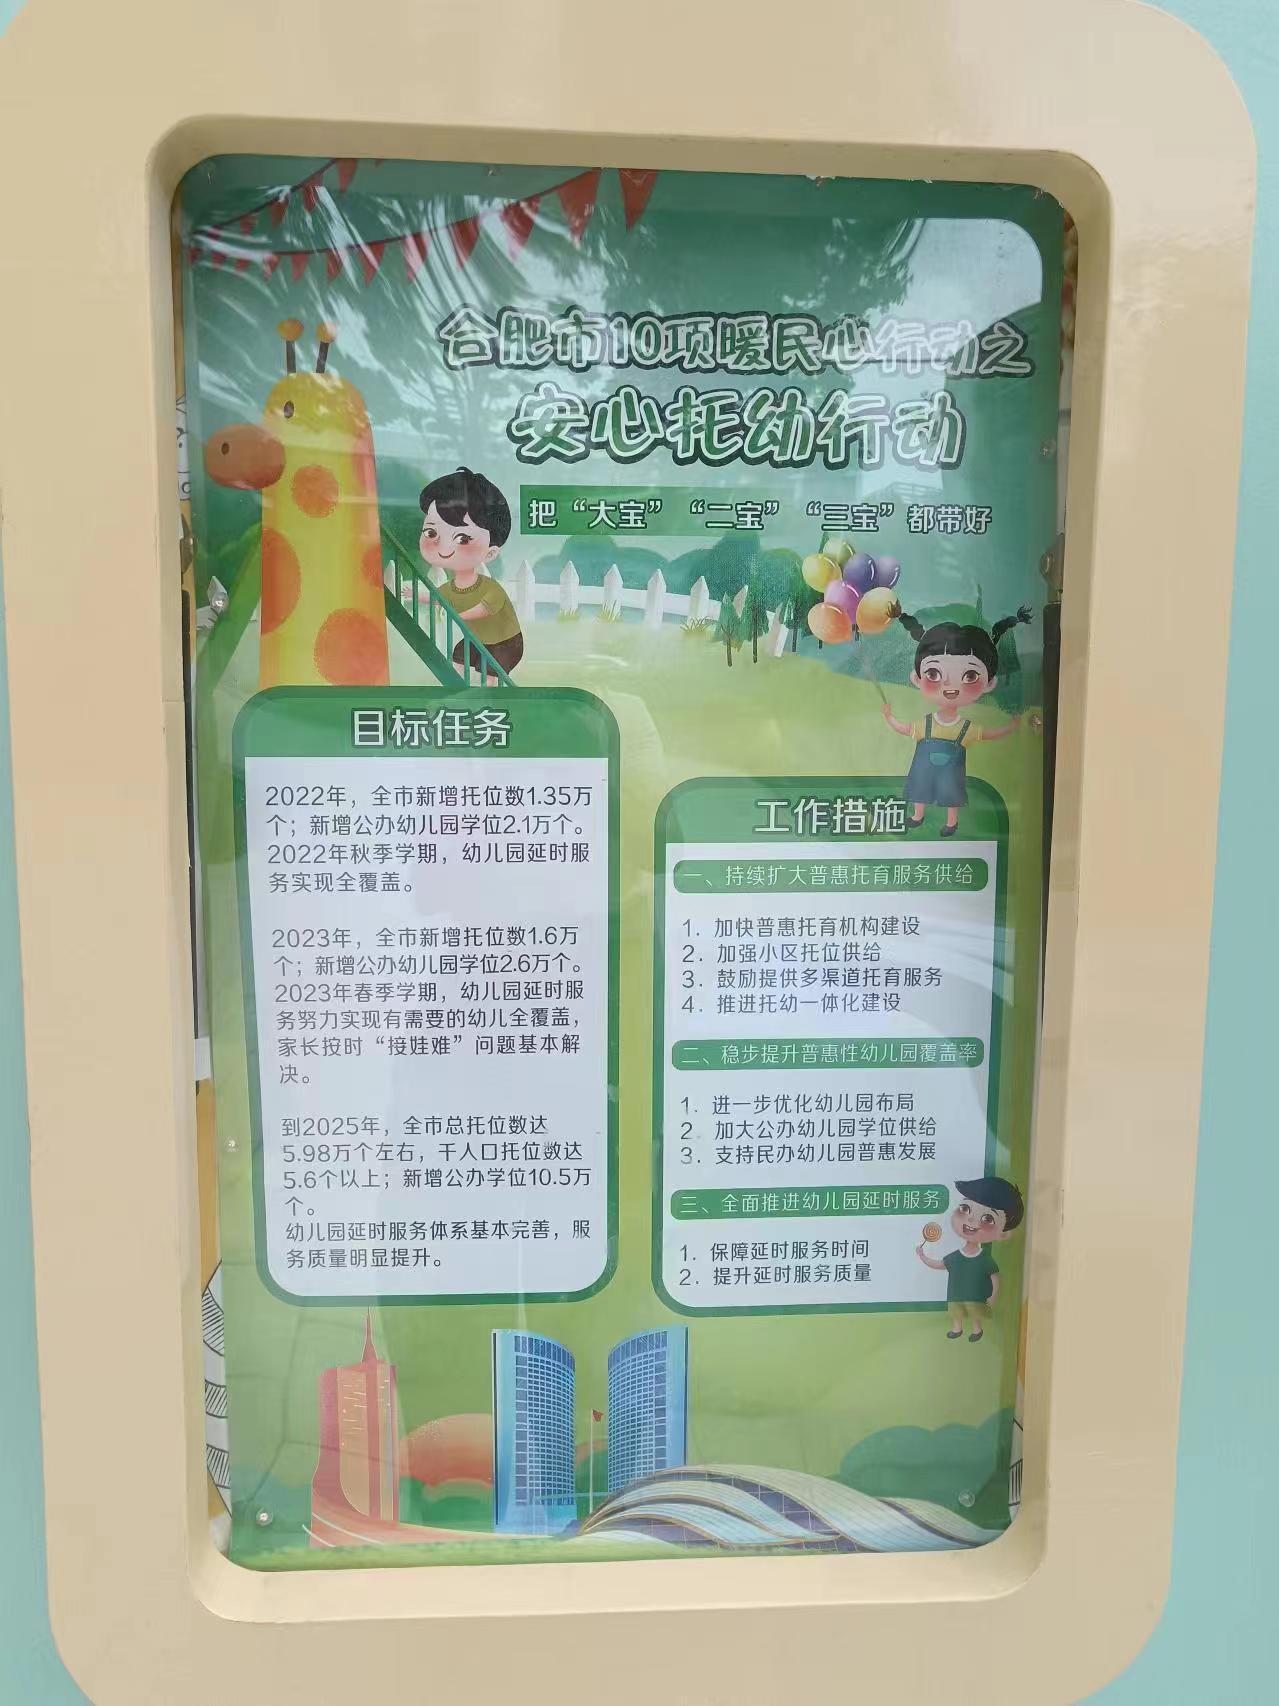 合肥市10项暖民心行动之
安心托幼行动
把“大宝”“二宝”“三宝”都带好
目标任务
2022年，全市新增托位数1.35万
个；新增公办幼儿园学位2.1万个。
2022年秋季学期，幼儿园延时服
务实现全覆盖。
2023年，全市新增托位数1.6万
个；新增公办幼儿园学位2.6万个。
2023年春季学期，幼儿园延时服
务努力实现有需要的幼儿全覆盖，
家长按时“接娃难”问题基本解
决。
到2025年，全市总托位数达
5.98万个左右，千人口托位数达
5.6个以上；新增公办学位10.5万
个。
幼儿园延时服务体系基本完善，服
务质量明显提升。
工作措施
一、持续扩大普惠托育服务供给
1. 加快普惠托育机构建设
2. 加强小区托位供给
3. 鼓励提供多渠道托育服务
4. 推进托幼一体化建设
二、稳步提升普惠性幼儿园覆盖率
1. 进一步优化幼儿园布局
2. 加大公办幼儿园学位供给
3. 支持民办幼儿园普惠发展
三、全面推进幼儿园延时服务
1. 保障延时服务时间
2. 提升延时服务质量